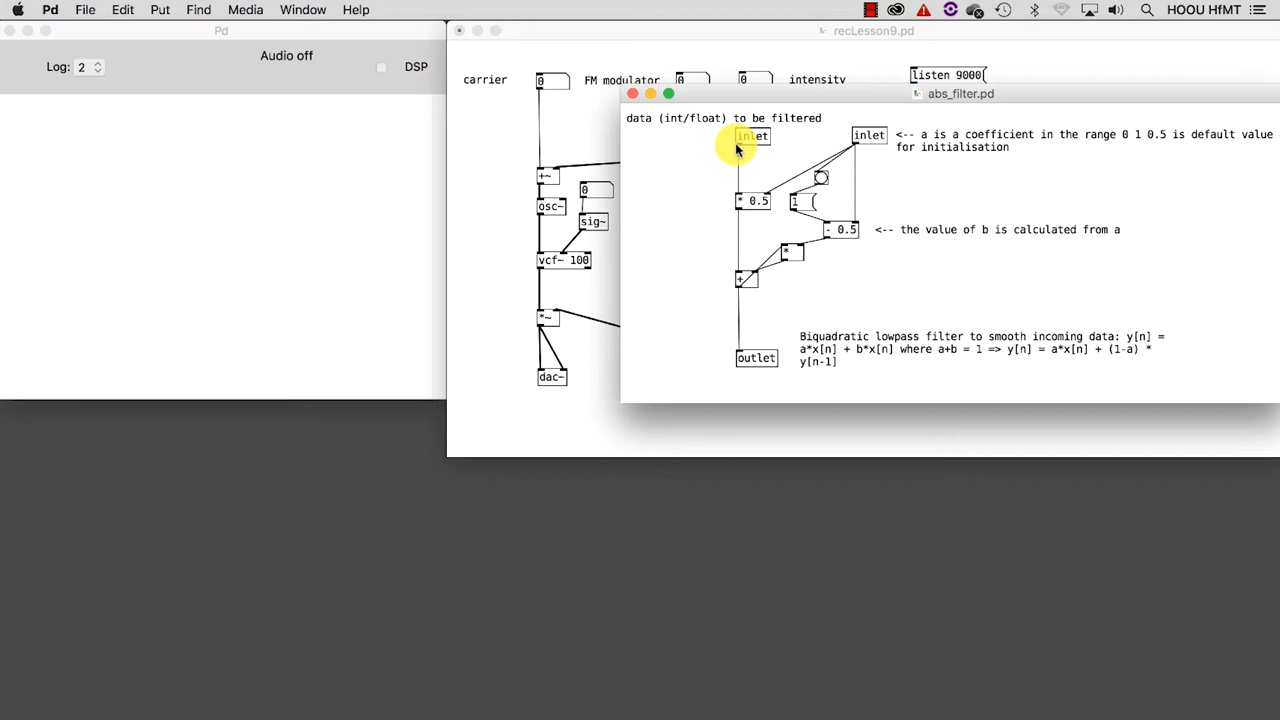 Pd File Edit Put Find Media Window Help HOOU HfMT
Pd
recLesson9.pd
Audio off
Log: 2
DSP
carrier
0
FM modulator
0
0
intensity
listen 9000
abs_filter.pd
data (int/float) to be filtered
inlet
inlet
<-- a is a coefficient in the range 0 1 0.5 is default value
for initialisation
+~
0
osc~
sig~
vcf~ 100
*~
dac~
* 0.5
1
- 0.5
<-- the value of b is calculated from a
*
+
outlet
Biquadratic lowpass filter to smooth incoming data: y[n] =
a*x[n] + b*x[n] where a+b = 1 => y[n] = a*x[n] + (1-a) *
y[n-1]